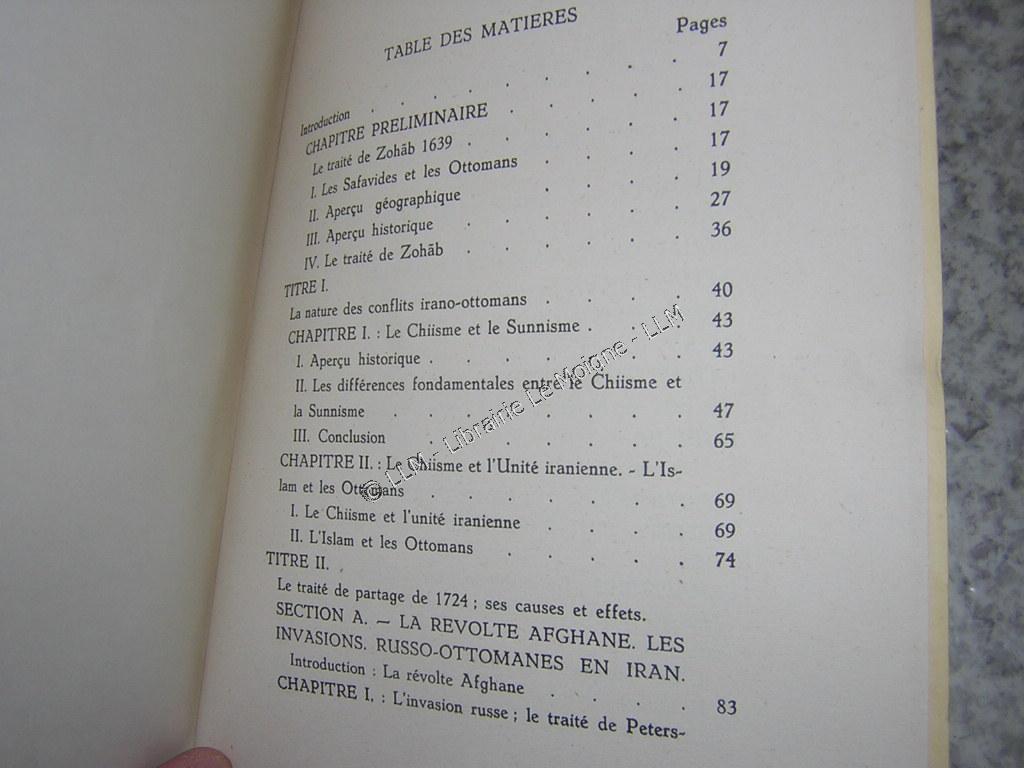 TABLE DES MATIERES
Pages
Introduction . . . . . . . . . . . 7
CHAPITRE PRELIMINAIRE . . . . . . 17
Le traité de Zohāb 1639 . . . . . . . 17
I. Les Safavides et les Ottomans . . . . . 17
II. Aperçu géographique . . . . . 19
III. Aperçu historique . . . . . . 27
IV. Le traité de Zohāb . . . . . . 36
TITRE I.
La nature des conflits irano-ottomans . . . . 40
CHAPITRE I. : Le Chiisme et le Sunnisme . . . . 43
I. Aperçu historique . . . . . . . 43
II. Les différences fondamentales entre le Chiisme et
la Sunnisme . . . . . . . . 47
III. Conclusion . . . . . . . 65
CHAPITRE II. : Le Chiisme et l'Unité iranienne. - L'Is-
lam et les Ottomans . . . . . . . 69
I. Le Chiisme et l'unité iranienne . . . . 69
II. L'Islam et les Ottomans . . . . . 74
TITRE II.
Le traité de partage de 1724 ; ses causes et effets.
SECTION A. — LA REVOLTE AFGHANE. LES
INVASIONS. RUSSO-OTTOMANES EN IRAN.
Introduction : La révolte Afghane . . . . 83
CHAPITRE I. : L'invasion russe ; le traité de Peters-
© LLM - Librairie Le Moigne - LLM